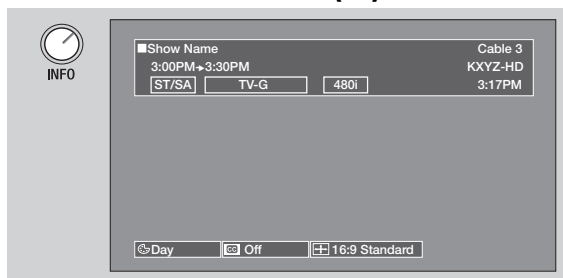 INFO
■Show Name Cable 3
3:00PM→3:30PM KXYZ-HD
ST/SA TV-G 480i 3:17PM
Day CC Off 16:9 Standard